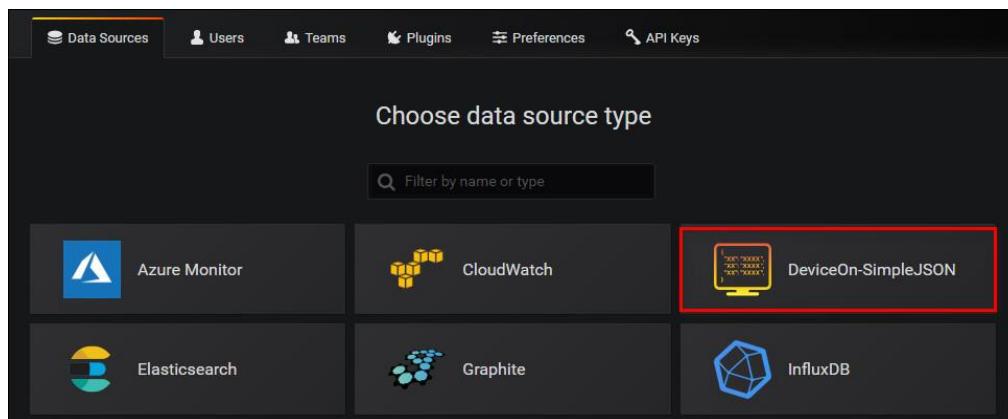 Data Sources Users Teams Plugins Preferences API Keys
Choose data source type
Filter by name or type
Azure Monitor CloudWatch DeviceOn-SimpleJSON
Elasticsearch Graphite InfluxDB